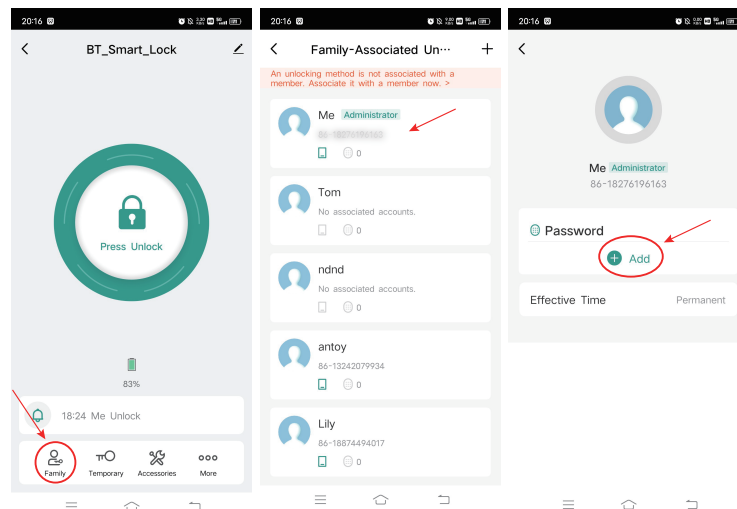 20:16
BT_Smart_Lock
Press Unlock
83%
18:24 Me Unlock
Family
Temporary
Accessories
More
20:16
Family-Associated Un···
An unlocking method is not associated with a
member. Associate it with a member now. >
Me Administrator
0
Tom
No associated accounts.
0
ndnd
No associated accounts.
0
antoy
86-13242079934
0
Lily
86-18874494017
0
20:16
Me Administrator
86-18276196163
Password
Add
Effective Time Permanent